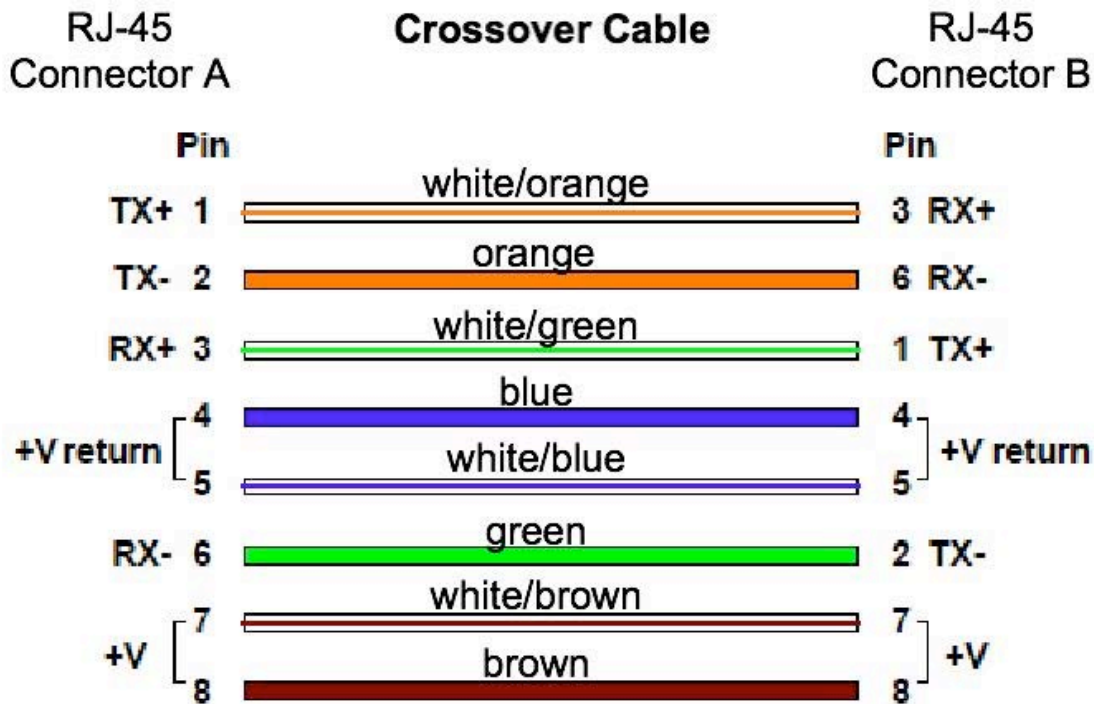 RJ-45 Crossover Cable RJ-45
Connector A Connector B
Pin Pin
white/orange
TX+ 1 3 RX+
orange
TX- 2 6 RX-
white/green
RX+ 3 1 TX+
blue
4 4
+V return +V return
white/blue
5 5
green
RX- 6 2 TX-
white/brown
7 7
+V +V
brown
8 8